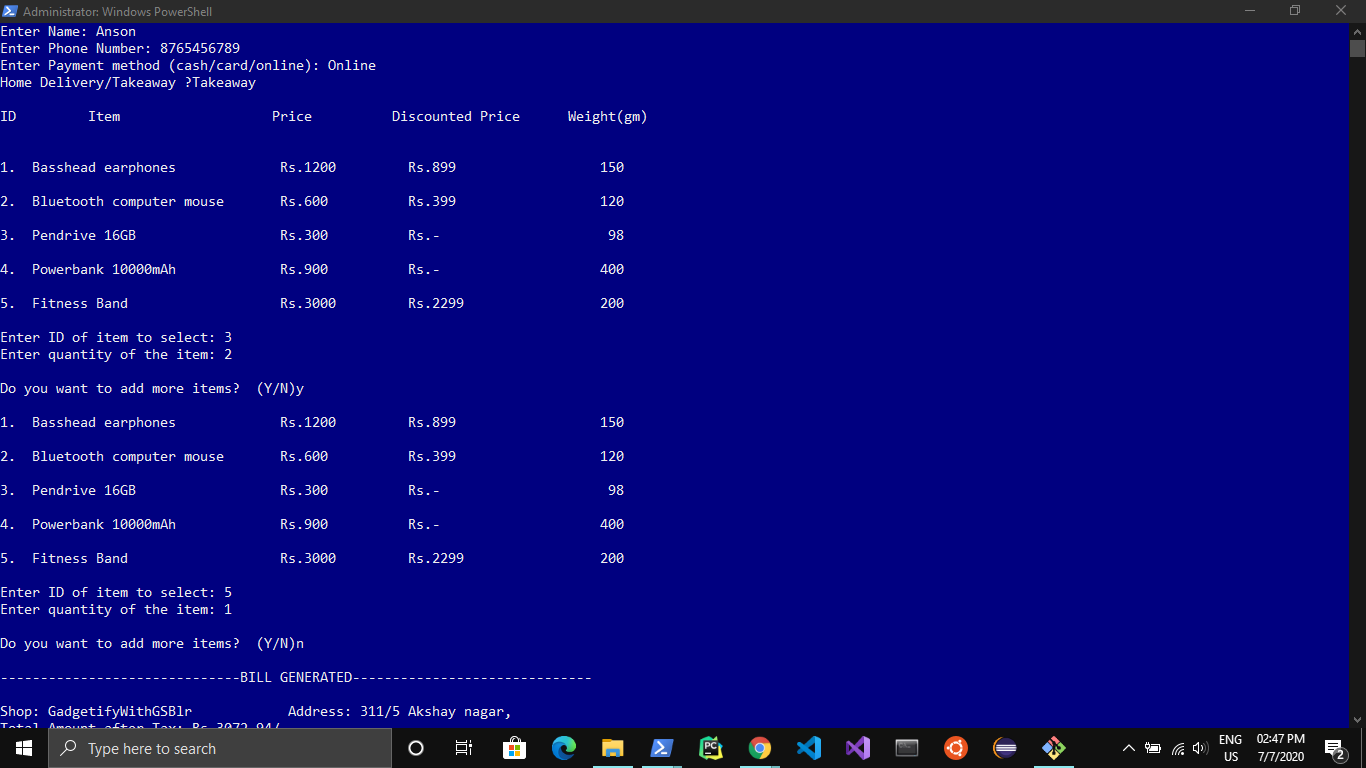 Administrator: Windows PowerShell
Enter Name: Anson
Enter Phone Number: 8765456789
Enter Payment method (cash/card/online): Online
Home Delivery/Takeaway ?Takeaway
ID Item Price Discounted Price Weight(gm)
1. Basshead earphones Rs.1200 Rs.899 150
2. Bluetooth computer mouse Rs.600 Rs.399 120
3. Pendrive 16GB Rs.300 Rs.- 98
4. Powerbank 10000mAh Rs.900 Rs.- 400
5. Fitness Band Rs.3000 Rs.2299 200
Enter ID of item to select: 3
Enter quantity of the item: 2
Do you want to add more items? (Y/N)y
1. Basshead earphones Rs.1200 Rs.899 150
2. Bluetooth computer mouse Rs.600 Rs.399 120
3. Pendrive 16GB Rs.300 Rs.- 98
4. Powerbank 10000mAh Rs.900 Rs.- 400
5. Fitness Band Rs.3000 Rs.2299 200
Enter ID of item to select: 5
Enter quantity of the item: 1
Do you want to add more items? (Y/N)n
------------------------------BILL GENERATED------------------------------
Shop: GadgetifyWithGSBlr Address: 311/5 Akshay nagar,
Total Amount after Tax: Rs.3072.94/
Type here to search
PC
ENG
US
02:47 PM
7/7/2020
2